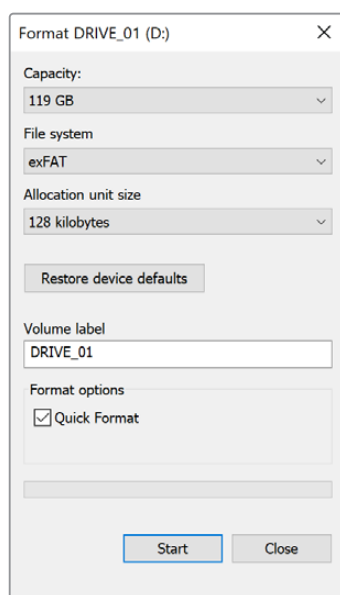 Format DRIVE_01 (D:)
Capacity:
119 GB
File system
exFAT
Allocation unit size
128 kilobytes
Restore device defaults
Volume label
DRIVE_01
Format options
Quick Format
Start Close